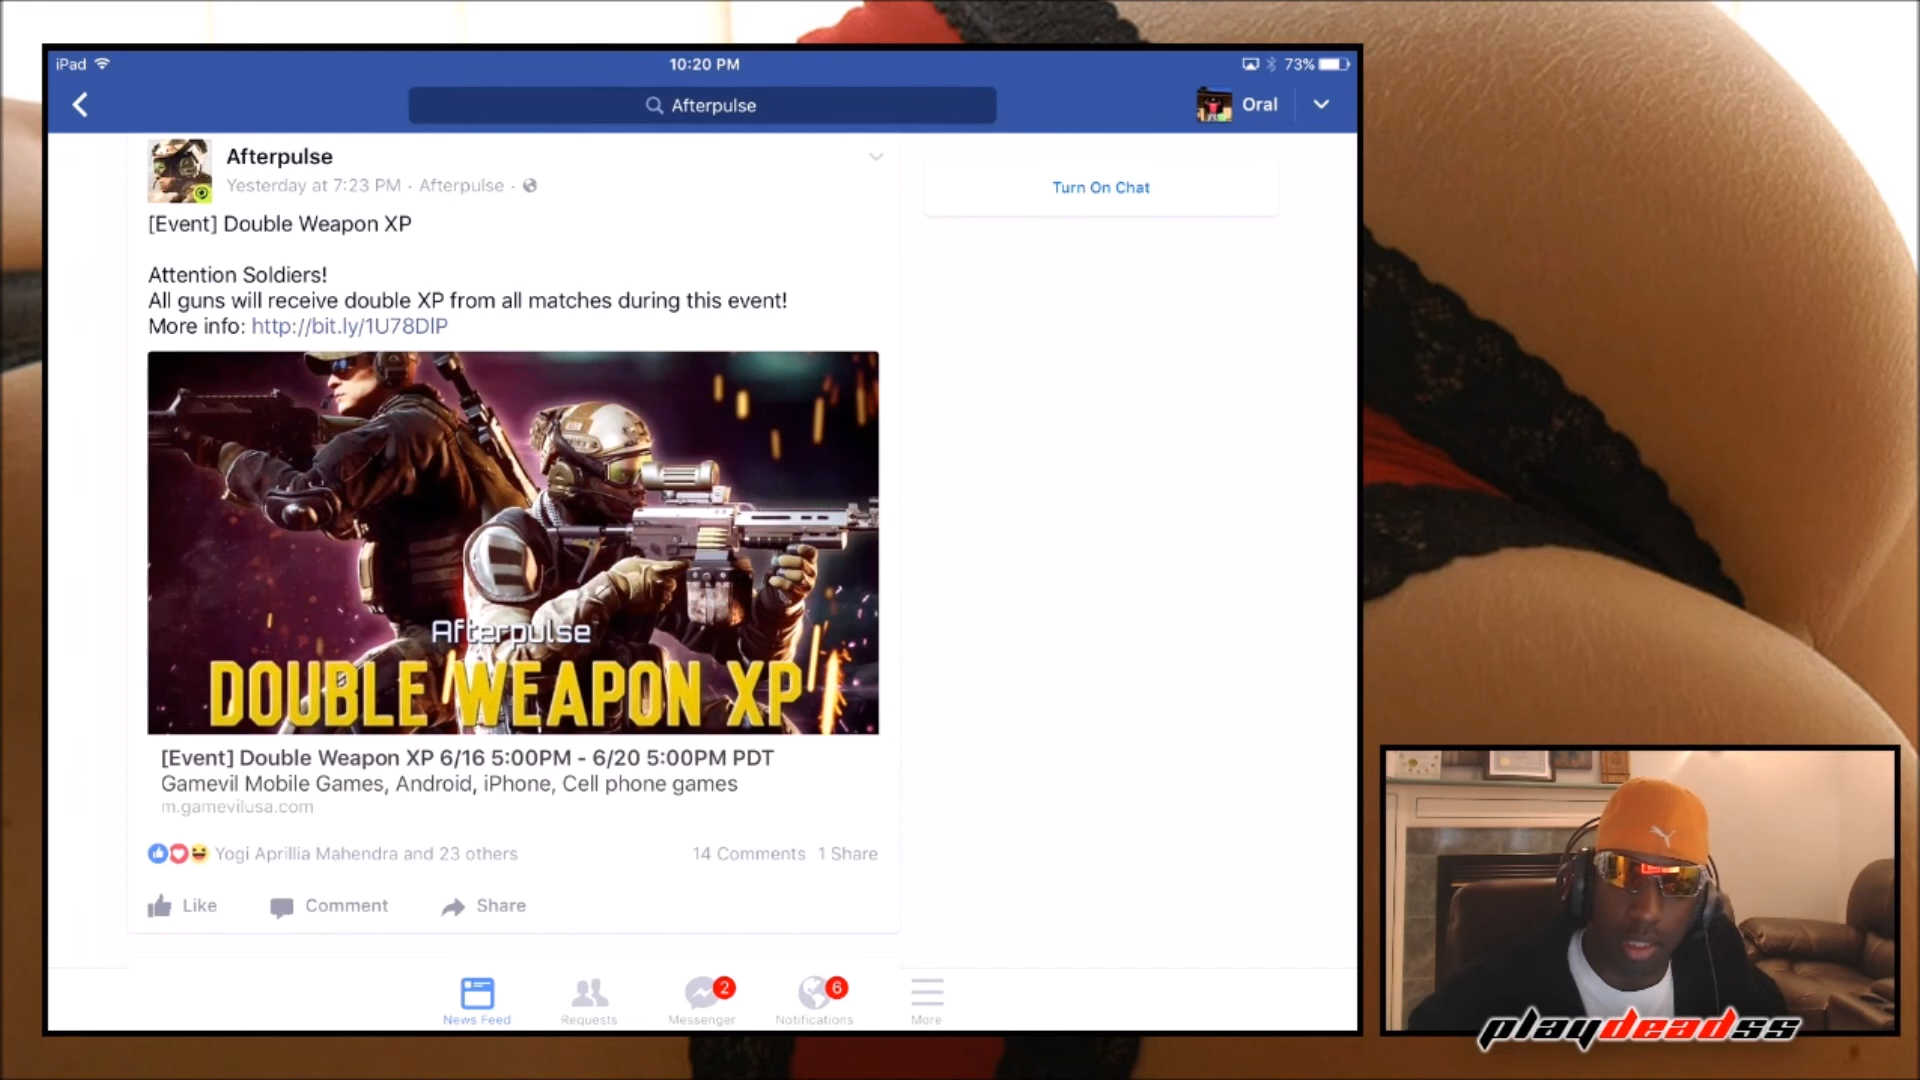 iPad
10:20 PM
73%
Afterpulse
Oral
Afterpulse
Yesterday at 7:23 PM · Afterpulse ·
Turn On Chat
[Event] Double Weapon XP
Attention Soldiers!
All guns will receive double XP from all matches during this event!
More info: http://bit.ly/1U78DlP
Afterpulse
DOUBLE WEAPON XP
[Event] Double Weapon XP 6/16 5:00PM - 6/20 5:00PM PDT
Gamevil Mobile Games, Android, iPhone, Cell phone games
m.gamevilusa.com
Yogi Aprillia Mahendra and 23 others
14 Comments 1 Share
Like
Comment
Share
2
6
News Feed
Requests
Messenger
Notifications
More
playdeadss